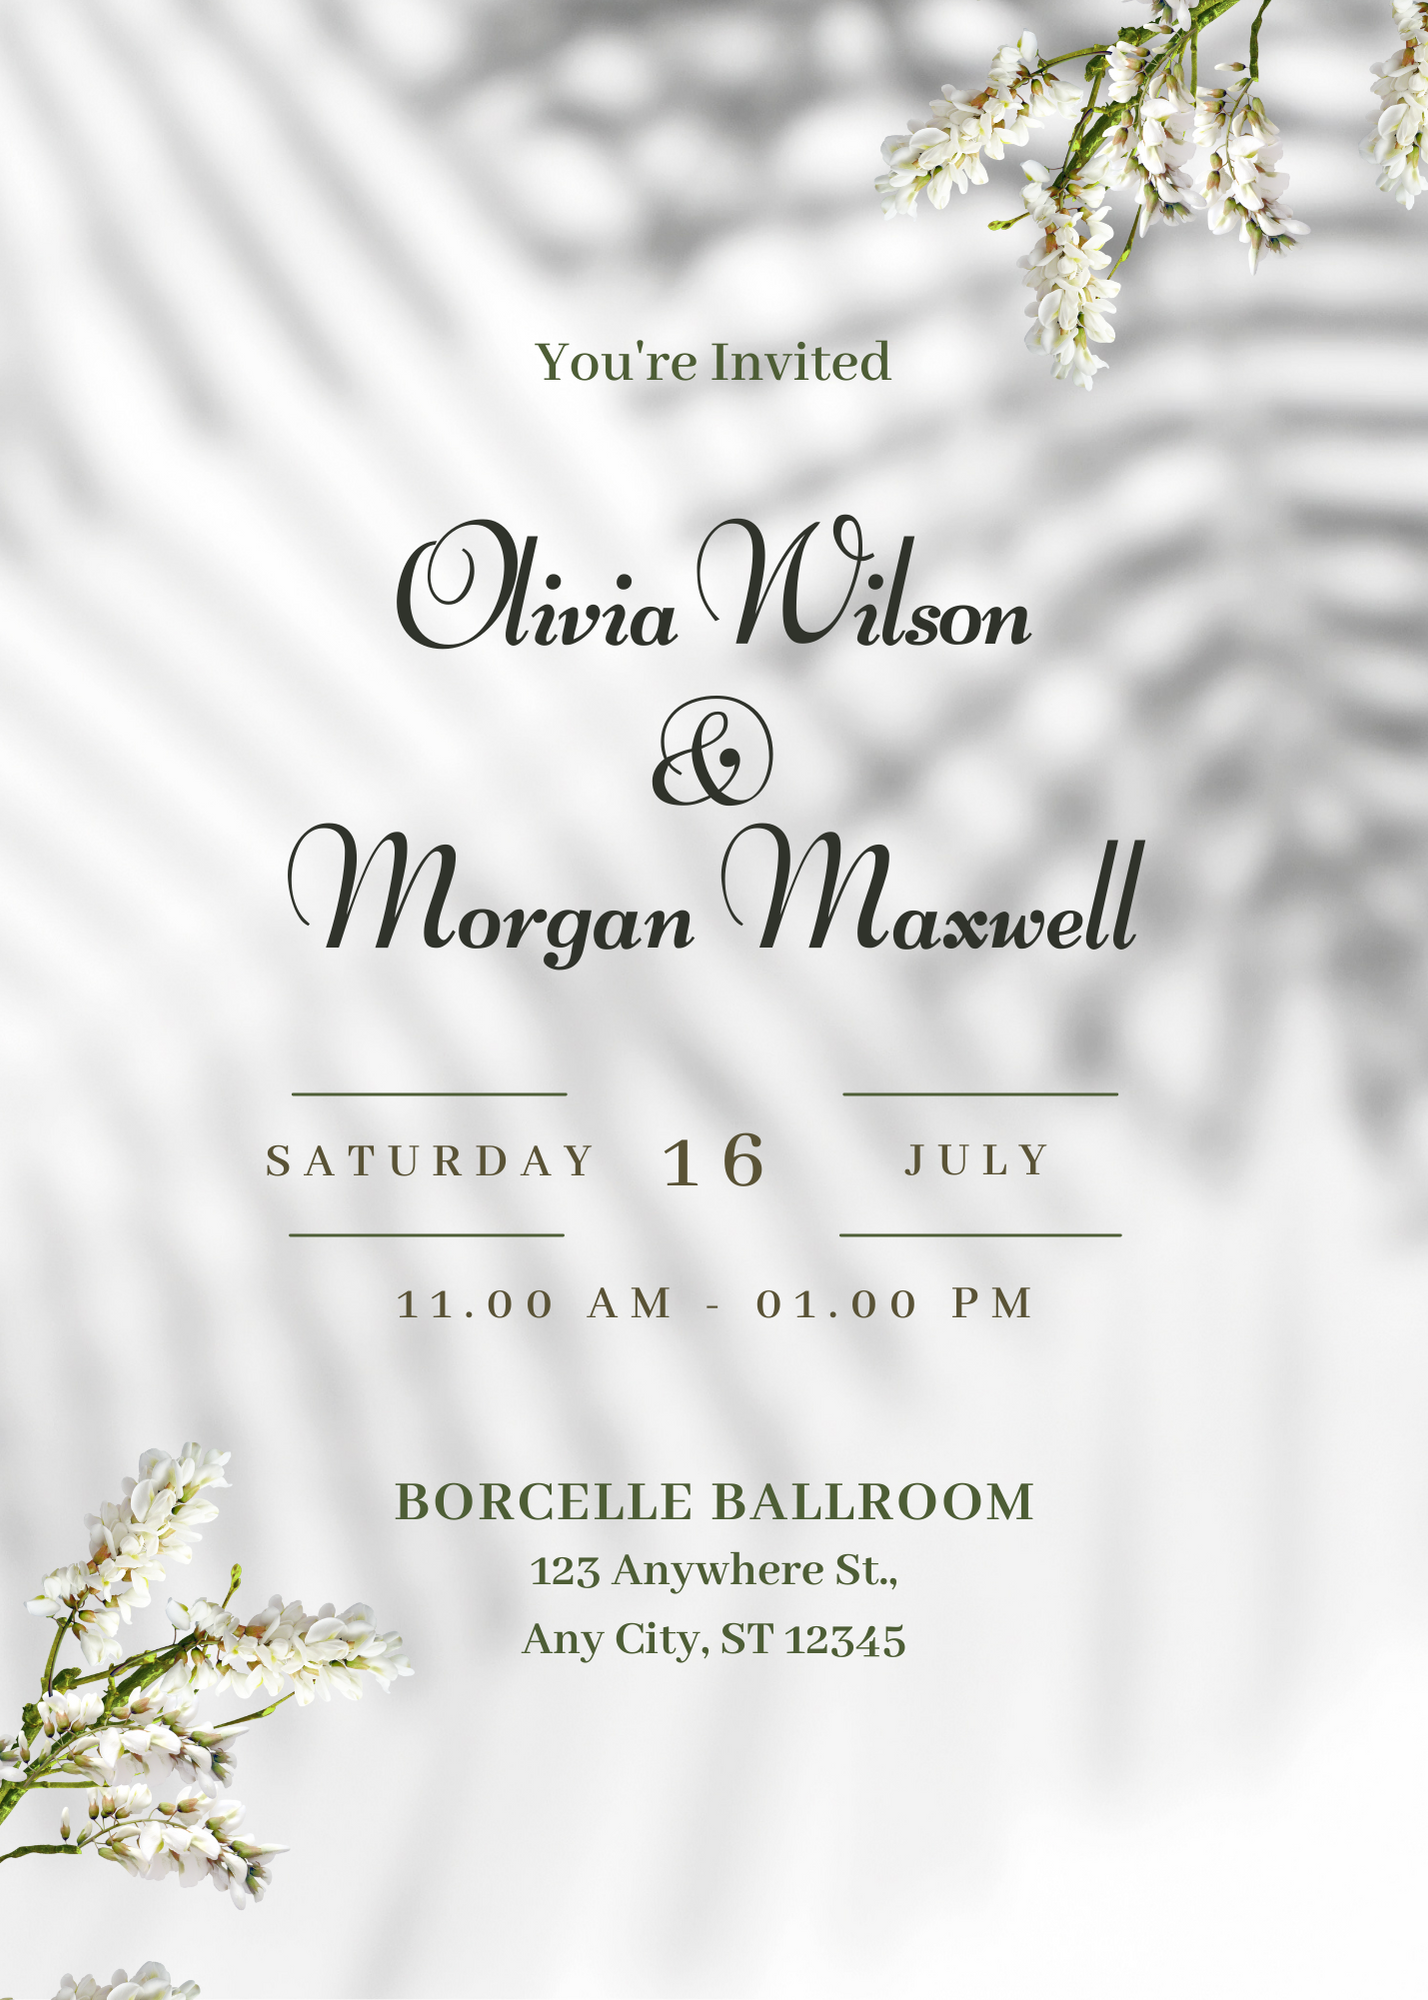 You're Invited
Olivia Wilson
&
Morgan Maxwell
SATURDAY 16 JULY
11.00 AM - 01.00 PM
BORCELLE BALLROOM
123 Anywhere St.,
Any City, ST 12345